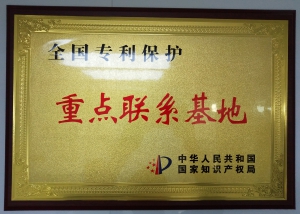 全国专利保护
重点联系基地
中华人民共和国
国家知识产权局